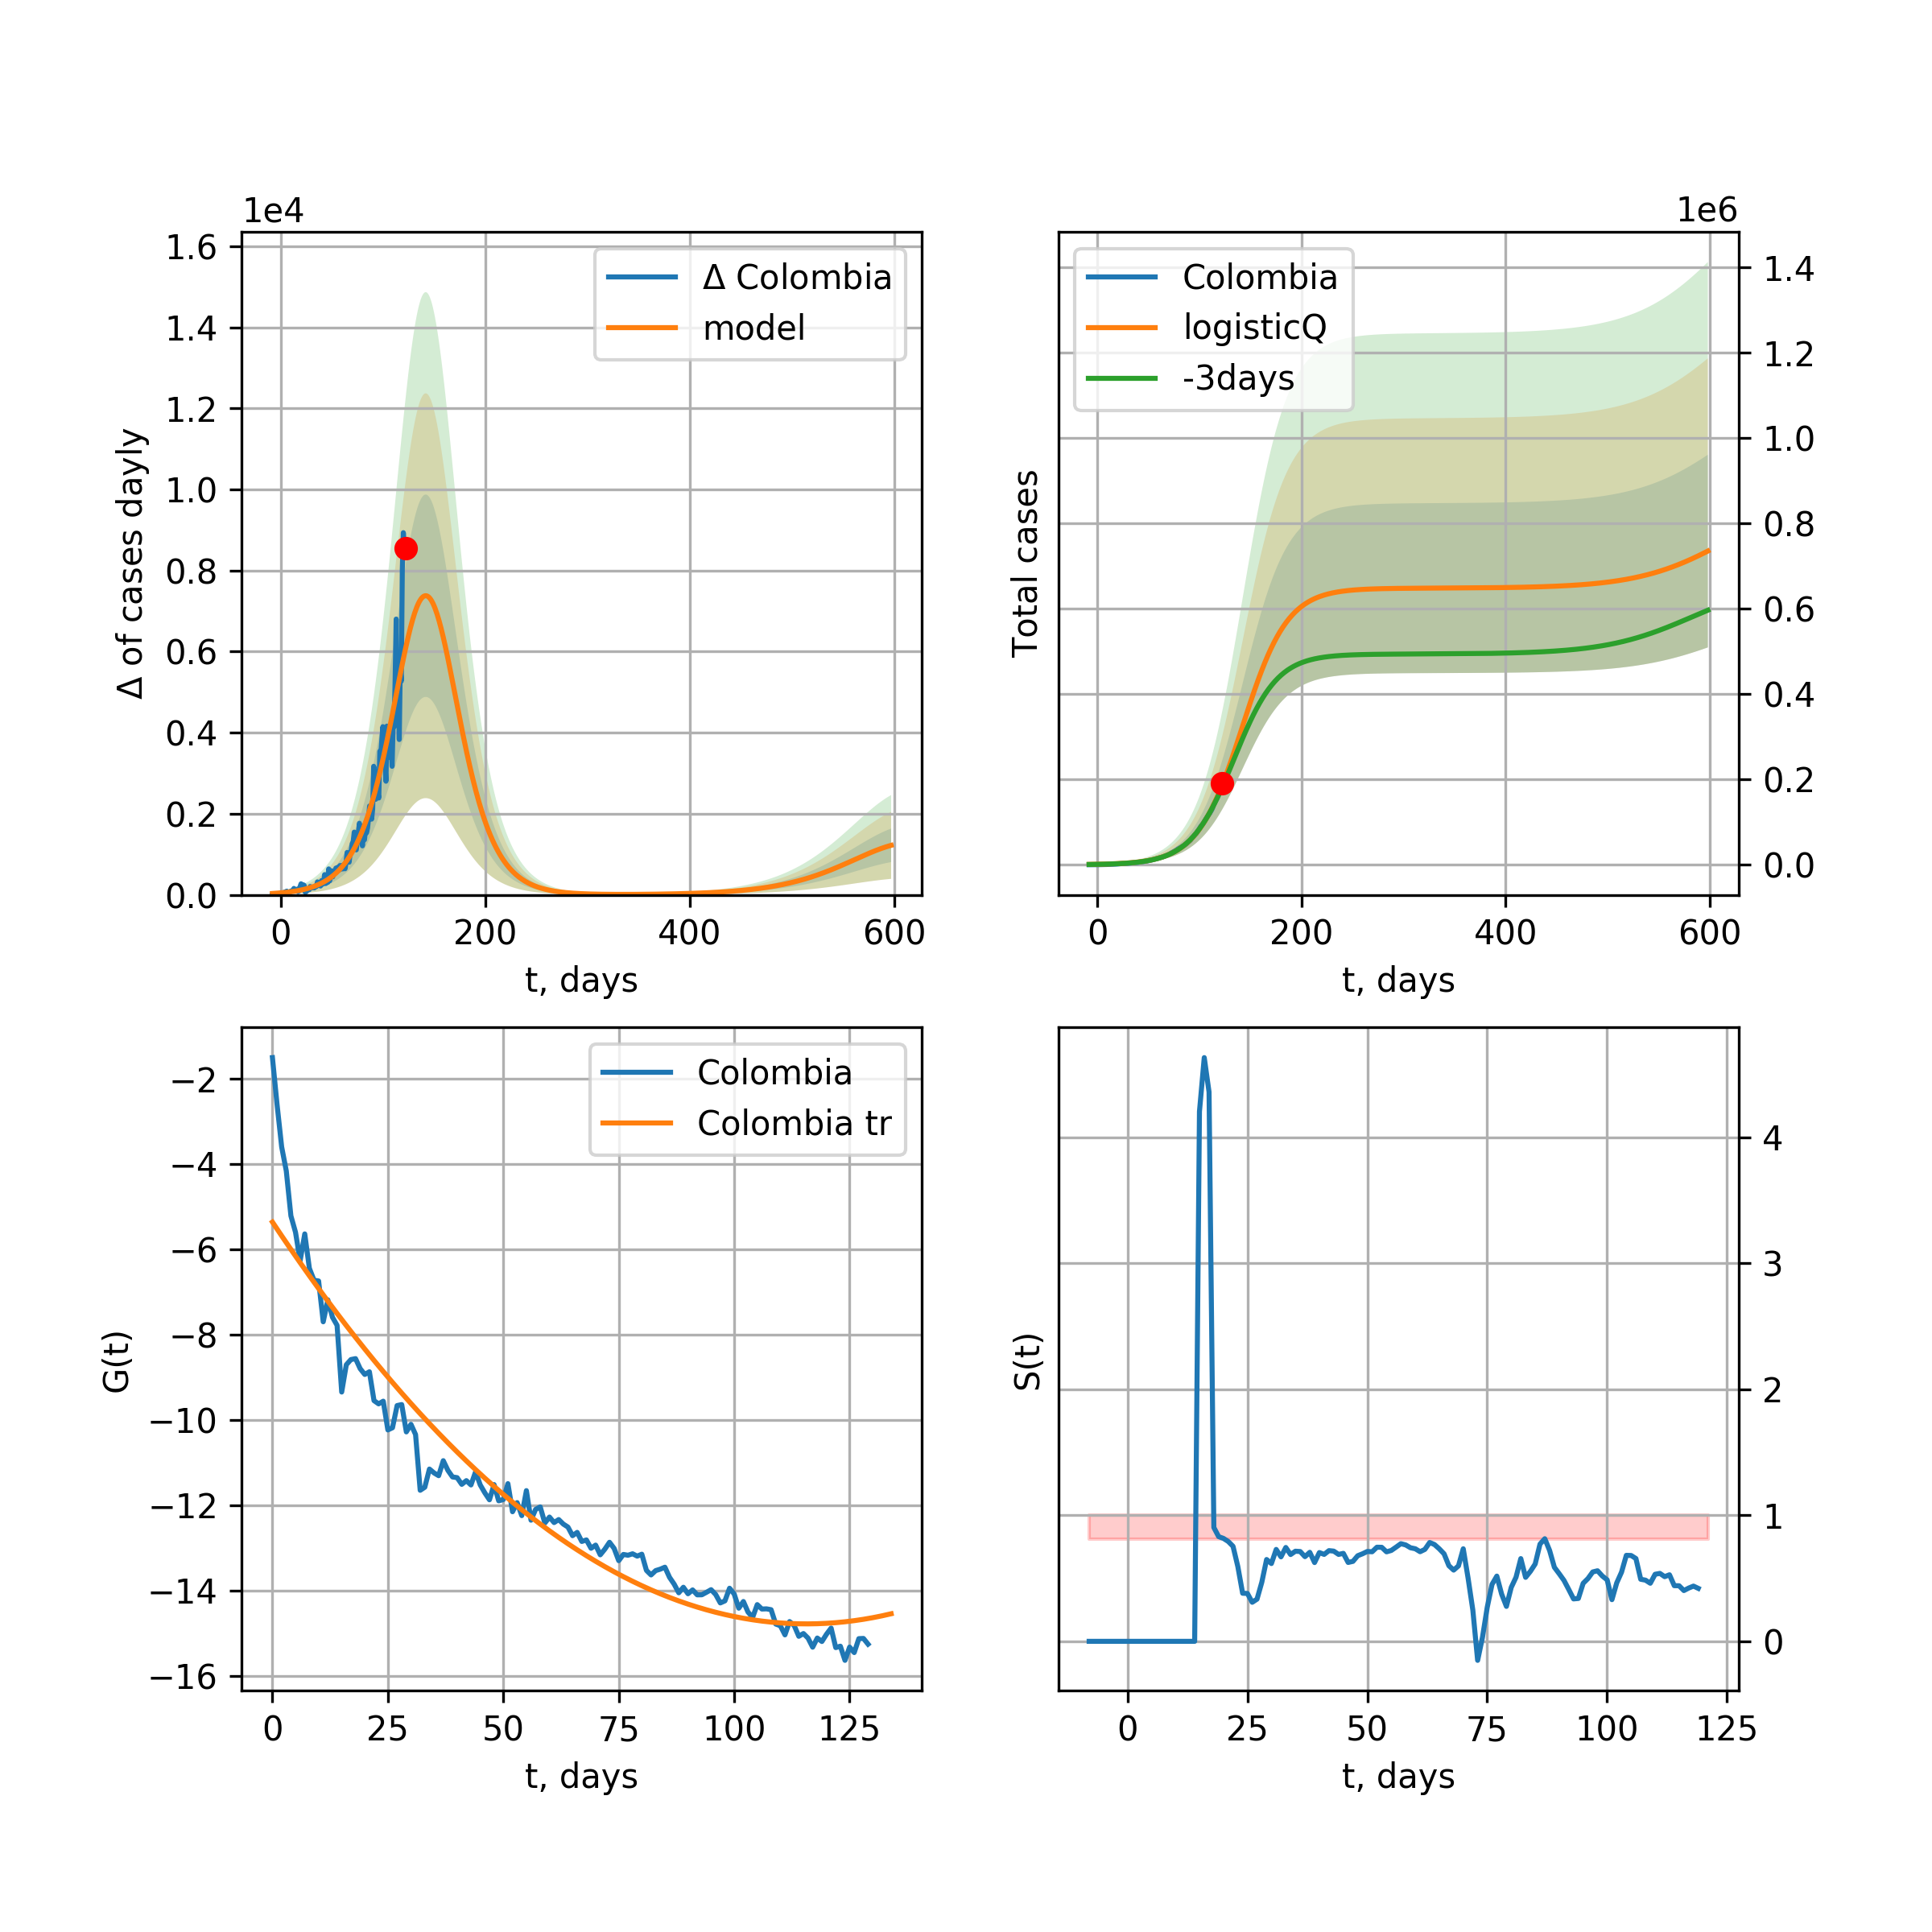 1e4
1.6
1.4
1.2
1.0
0.8
0.6
0.4
0.2
0.0
Δ of cases dayly
Δ Colombia
model
0 200 400 600
t, days
1e6
Colombia
logisticQ
-3days
Total cases
1.4
1.2
1.0
0.8
0.6
0.4
0.2
0.0
0 200 400 600
t, days
−2
−4
−6
−8
−10
−12
−14
−16
G(t)
Colombia
Colombia tr
0 25 50 75 100 125
t, days
S(t)
4
3
2
1
0
0 25 50 75 100 125
t, days